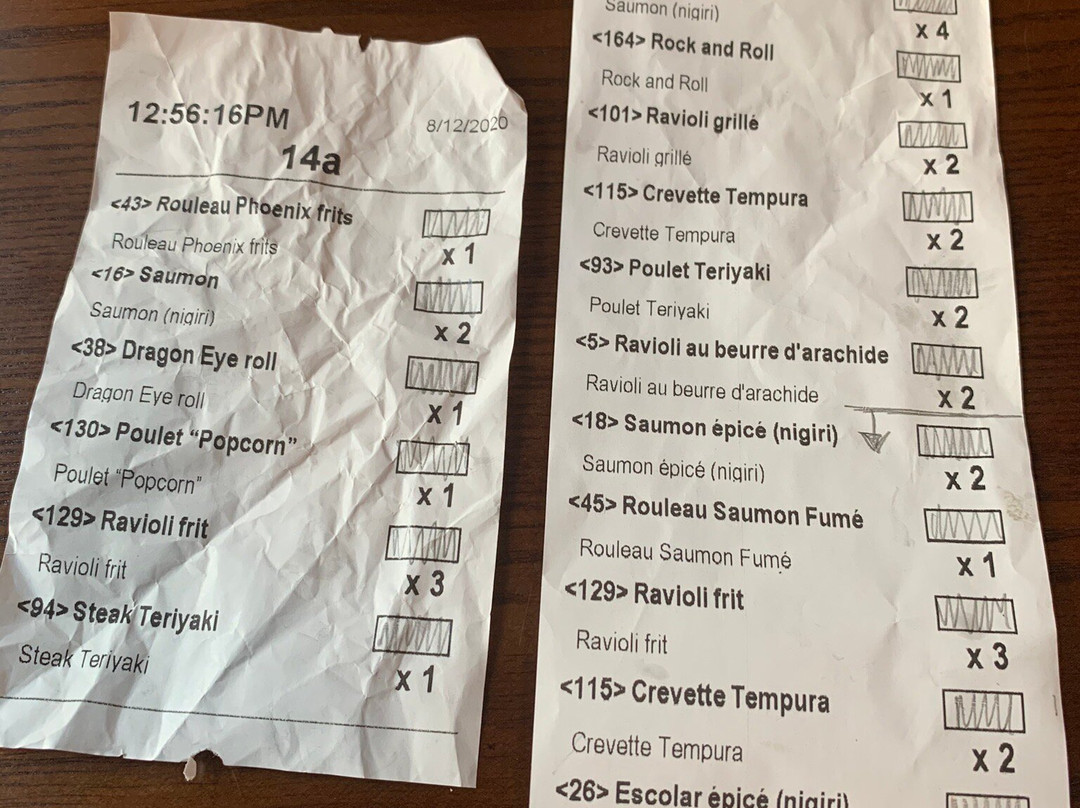 12:56:16PM
8/12/2020
14a
<43> Rouleau Phoenix frits
Rouleau Phoenix frits
x 1
<16> Saumon
Saumon (nigiri)
x 2
<38> Dragon Eye roll
Dragon Eye roll
x 1
<130> Poulet “Popcorn”
Poulet “Popcorn”
x 1
<129> Ravioli frit
Ravioli frit
x 3
<94> Steak Teriyaki
Steak Teriyaki
x 1
Saumon (nigiri)
x 4
<164> Rock and Roll
Rock and Roll
x 1
<101> Ravioli grillé
Ravioli grillé
x 2
<115> Crevette Tempura
Crevette Tempura
x 2
<93> Poulet Teriyaki
Poulet Teriyaki
x 2
<5> Ravioli au beurre d'arachide
Ravioli au beurre d'arachide
x 2
<18> Saumon épicé (nigiri)
Saumon épicé (nigiri)
x 2
<45> Rouleau Saumon Fumé
Rouleau Saumon Fumé
x 1
<129> Ravioli frit
Ravioli frit
x 3
<115> Crevette Tempura
Crevette Tempura
x 2
<26> Escolar épicé (nigiri)